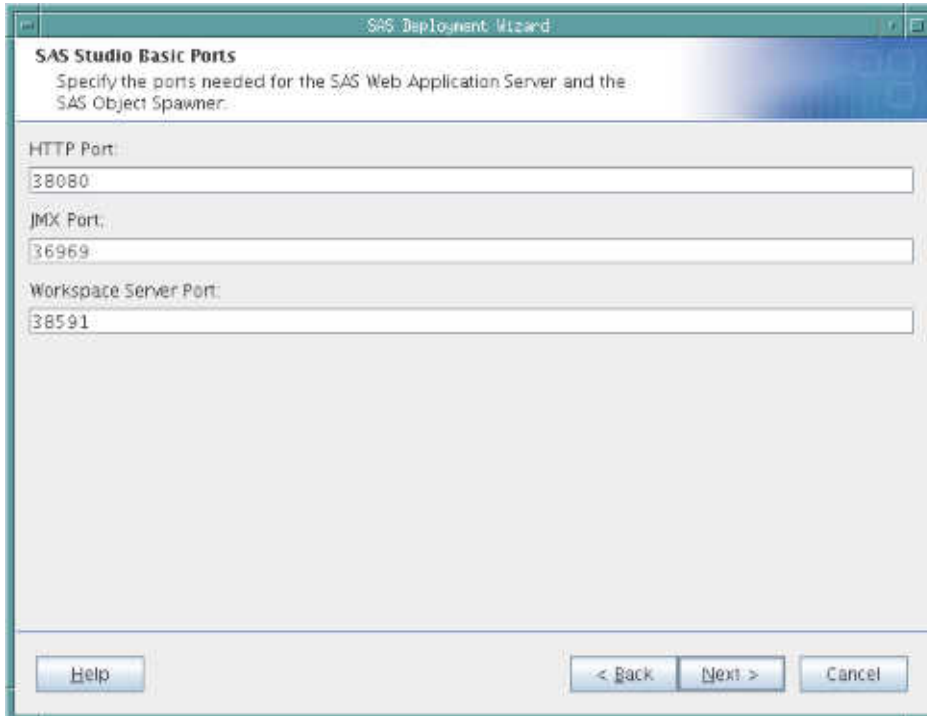 SAS Deployment Wizard
SAS Studio Basic Ports
Specify the ports needed for the SAS Web Application Server and the
SAS Object Spawner.
HTTP Port:
38080
JMX Port:
36969
Workspace Server Port:
38591
Help
< Back
Next >
Cancel